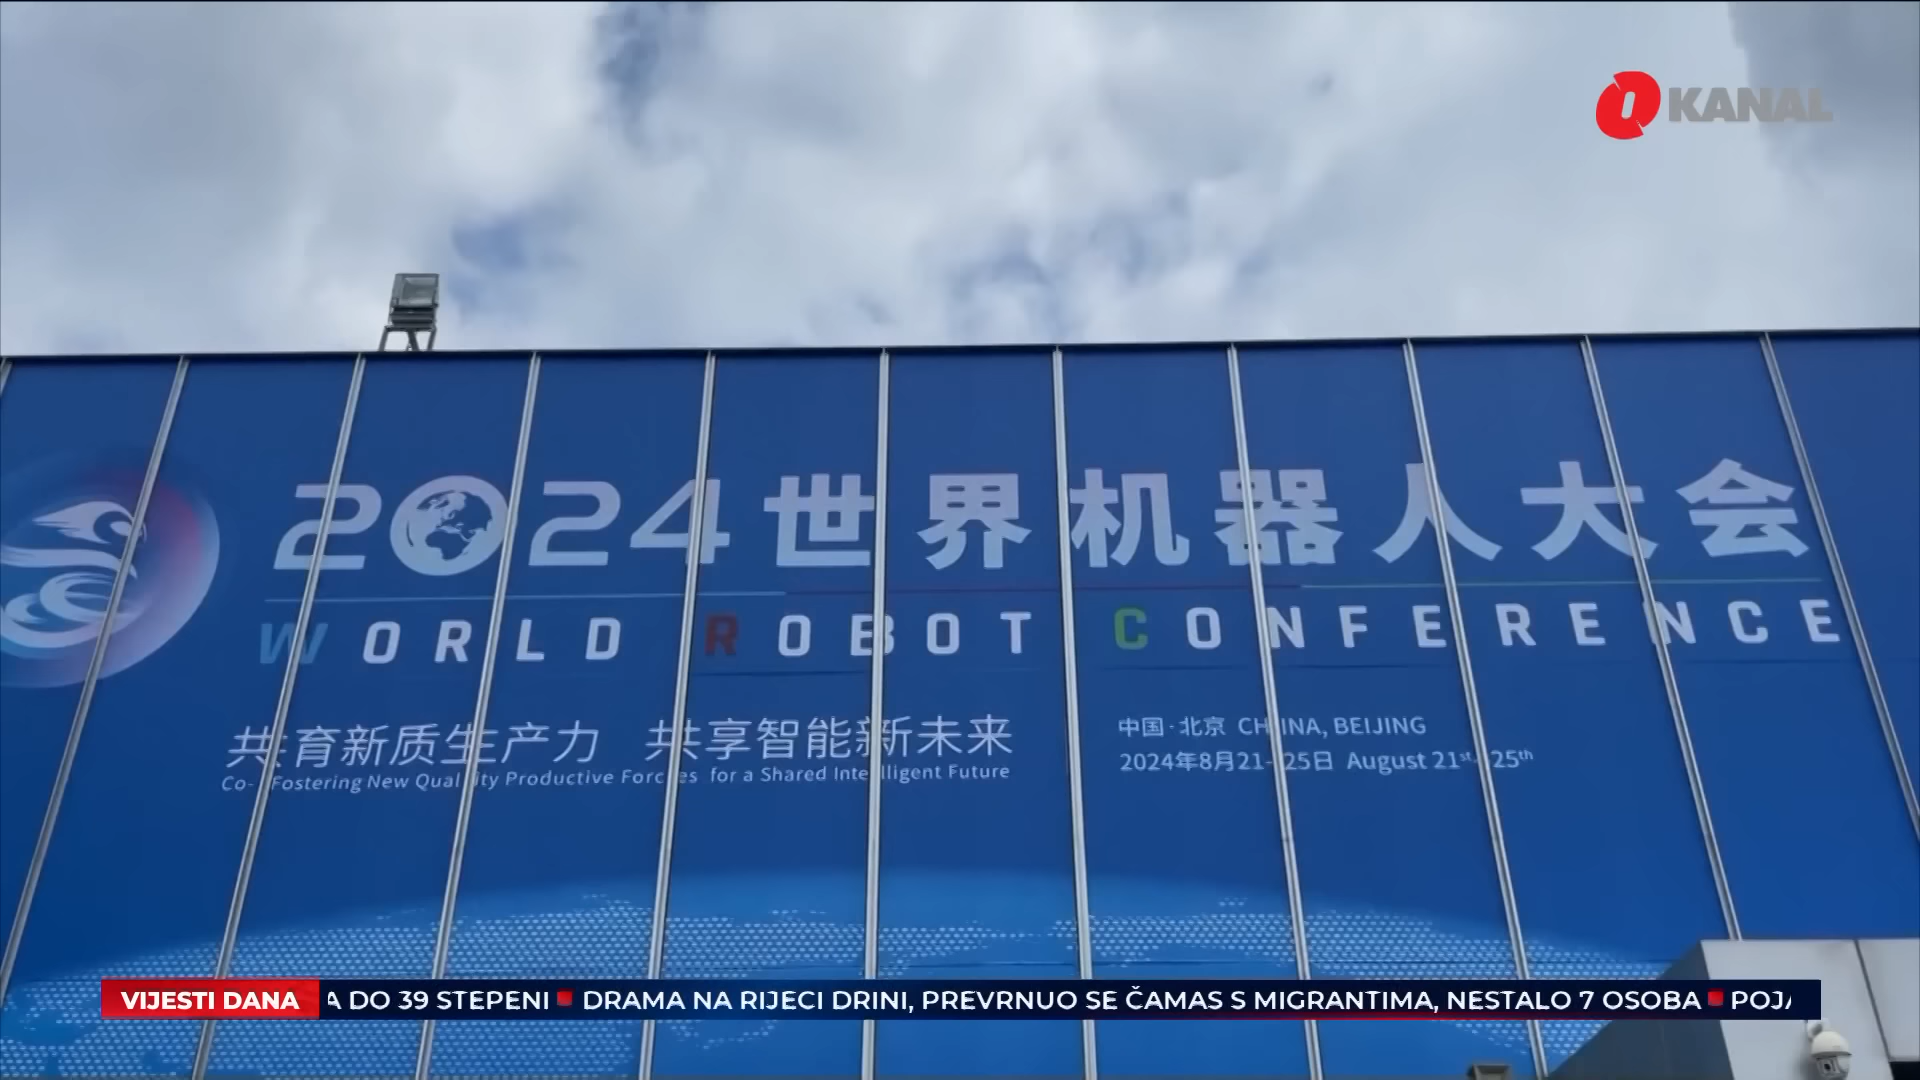 O KANAL
2024世界机器人大会
WORLD ROBOT CONFERENCE
共育新质生产力 共享智能新未来
Co-Fostering New Quality Productive Forces for a Shared Intelligent Future
中国·北京 CHINA, BEIJING
2024年8月21-25日 August 21st-25th
VIJESTI DANA
A DO 39 STEPENI ▪ DRAMA NA RIJECI DRINI, PREVRNUO SE ČAMAS S MIGRANTIMA, NESTALO 7 OSOBA ▪ POJ